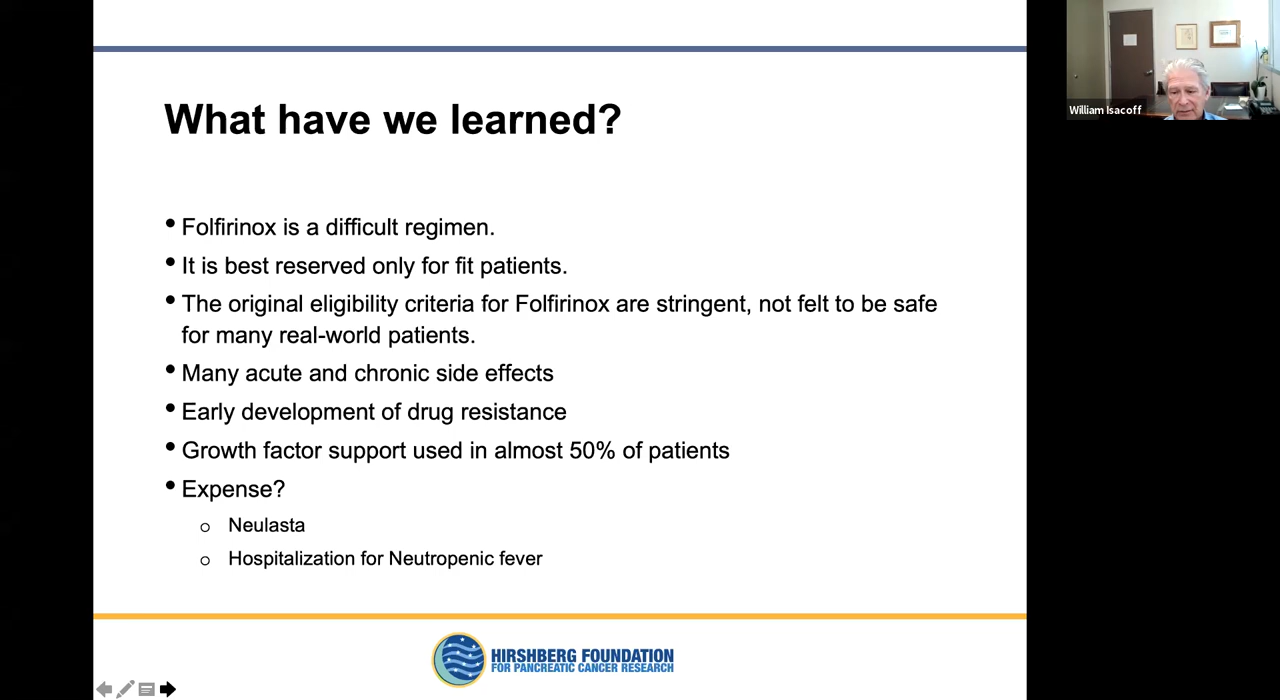 What have we learned?
• Folfirinox is a difficult regimen.
• It is best reserved only for fit patients.
• The original eligibility criteria for Folfirinox are stringent, not felt to be safe
for many real-world patients.
• Many acute and chronic side effects
• Early development of drug resistance
• Growth factor support used in almost 50% of patients
• Expense?
o Neulasta
o Hospitalization for Neutropenic fever
HIRSHBERG FOUNDATION
FOR PANCREATIC CANCER RESEARCH
William Isacoff